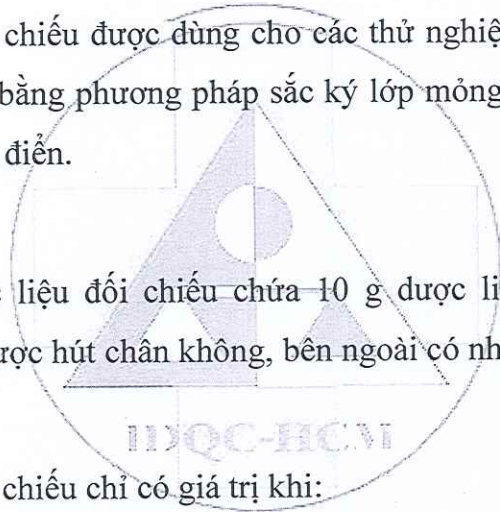 chiếu được dùng cho các thử nghiệ
bằng phương pháp sắc ký lớp mỏng
điển.
liệu đối chiếu chứa 10 g dược li
ược hút chân không, bên ngoài có nh
IDQC-HCM
chiếu chỉ có giá trị khi: